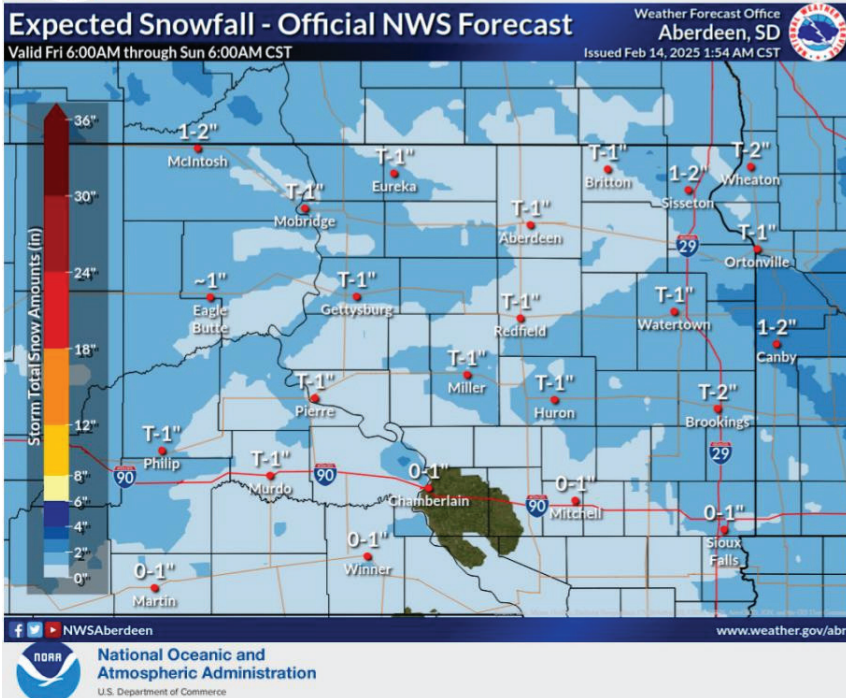 Expected Snowfall - Official NWS Forecast
Valid Fri 6:00AM through Sun 6:00AM CST
Weather Forecast Office
Aberdeen, SD
Issued Feb 14, 2025 1:54 AM CST
Storm Total Snow Amounts (in)
36"
30"
24"
18"
12"
8"
6"
4"
2"
0"
1-2"
McIntosh
T-1"
Eureka
T-1"
Mobridge
T-1"
Britton
1-2"
Sisseton
T-2"
Wheaton
T-1"
Aberdeen
29
T-1"
Ortonville
~1"
Eagle
Butte
T-1"
Gettysburg
T-1"
Redfield
T-1"
Watertown
1-2"
Canby
T-1"
Miller
T-1"
Pierre
T-1"
Huron
T-2"
Brookings
T-1"
Philip
90
T-1"
Murdo
90
29
0-1"
Chamberlain
90
0-1"
Mitchell
0-1"
Sioux
Falls
0-1"
Winner
0-1"
Martin
NWSAberdeen
www.weather.gov/abr
NOAA
National Oceanic and
Atmospheric Administration
U.S. Department of Commerce